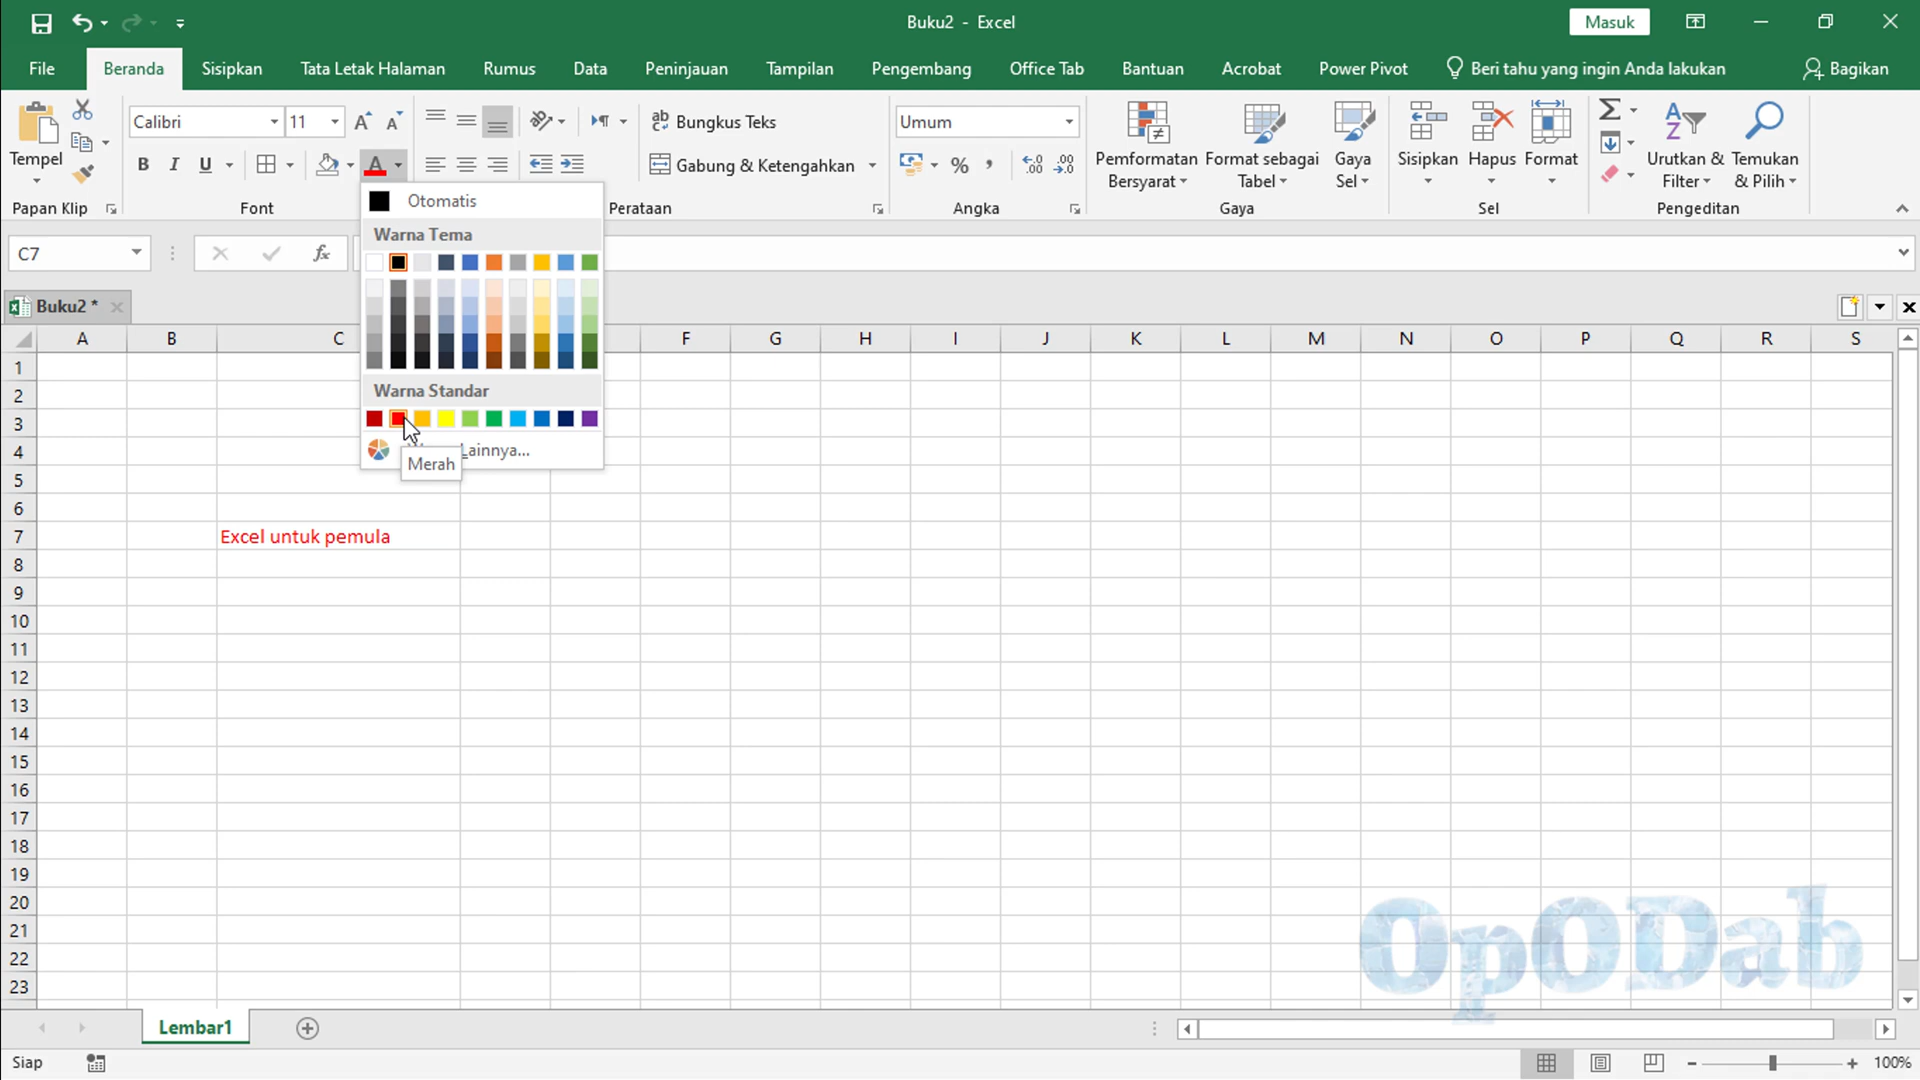 Buku2 - Excel
Masuk
File Beranda Sisipkan Tata Letak Halaman Rumus Data Peninjauan Tampilan Pengembang Office Tab Bantuan Acrobat Power Pivot Beri tahu yang ingin Anda lakukan Bagikan
Tempel
Papan Klip
Calibri 11
B I U A
Font
ab Bungkus Teks
Gabung & Ketengahkan
Perataan
Umum
% ,
Angka
Pemformatan Bersyarat
Format sebagai Tabel
Gaya Sel
Gaya
Sisipkan Hapus Format
Sel
Urutkan & Filter
Temukan & Pilih
Pengeditan
C7
fx
Buku2 *
Otomatis
Warna Tema
Warna Standar
Lainnya...
Merah
A B C F G H I J K L M N O P Q R S
1
2
3
4
5
6
7 Excel untuk pemula
8
9
10
11
12
13
14
15
16
17
18
19
20
21
22
23
OpODab
Lembar1
Siap
100%